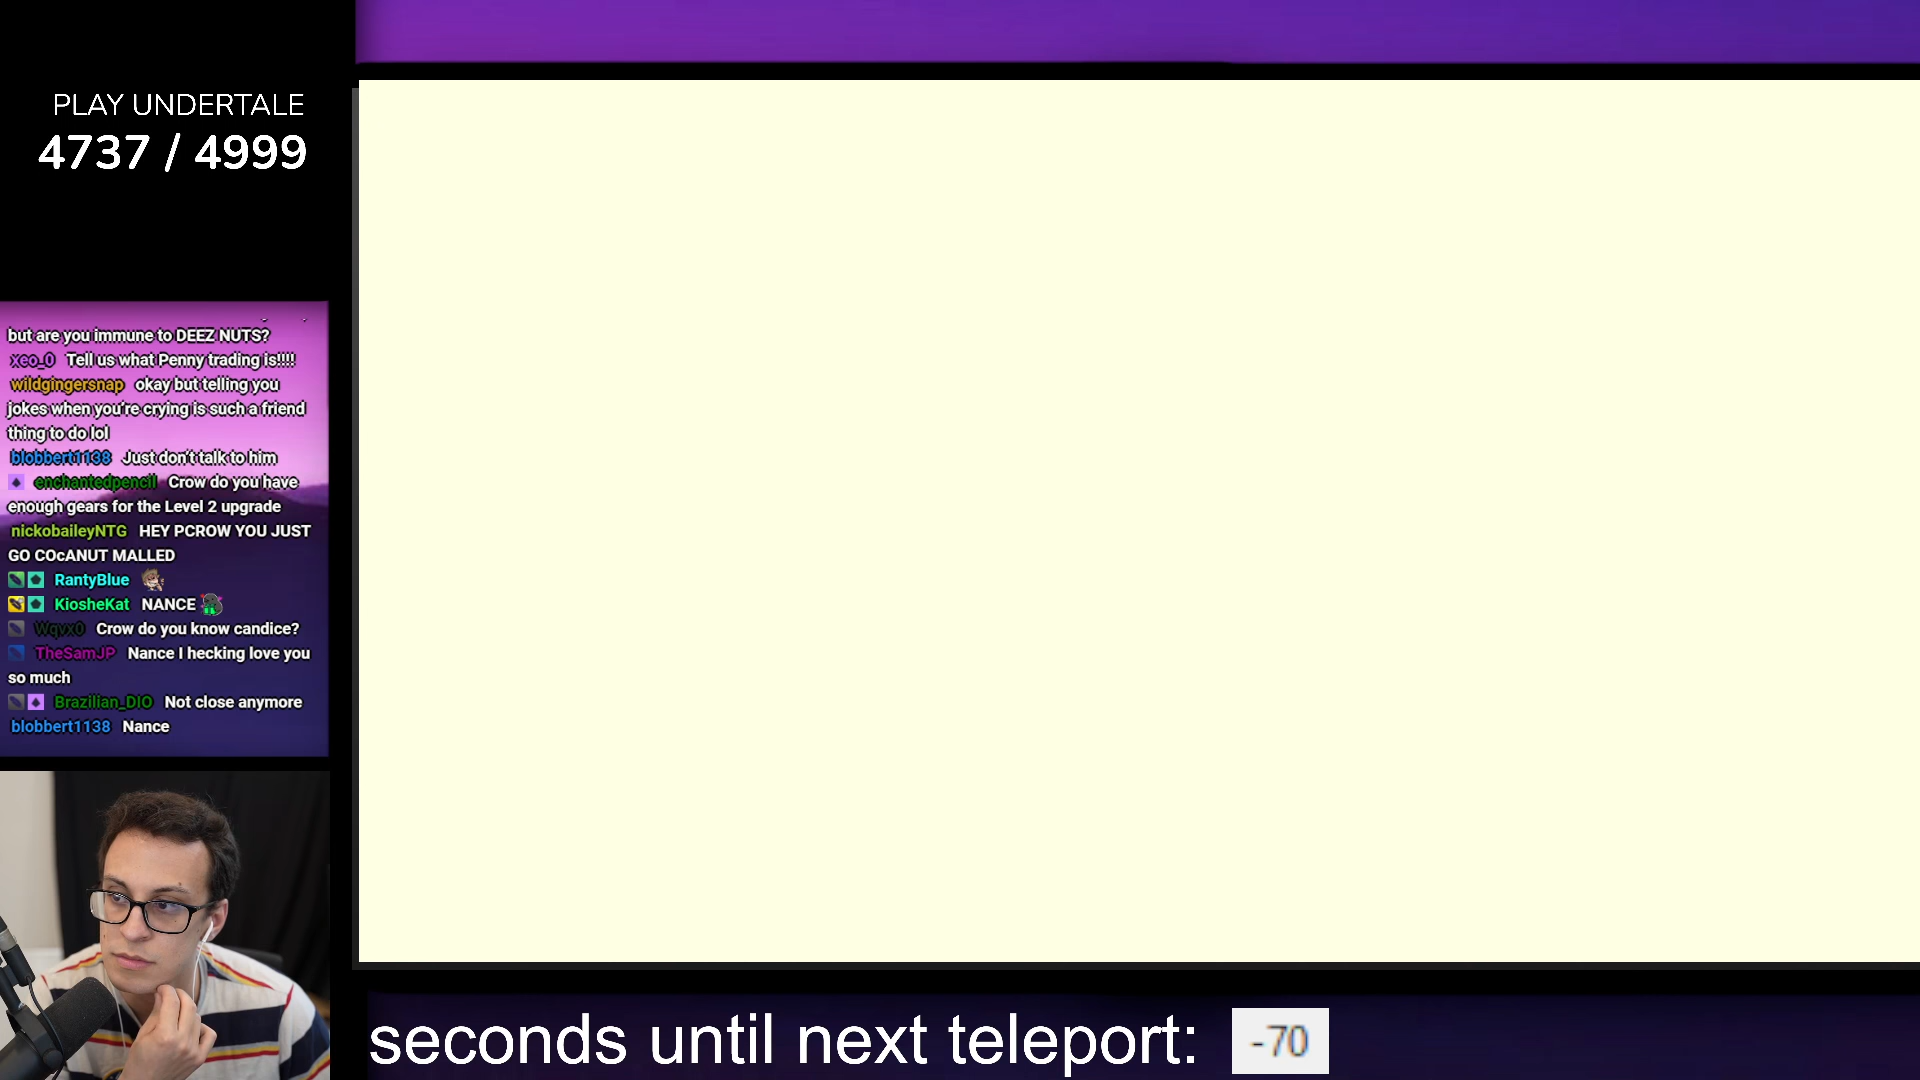 PLAY UNDERTALE
4737 / 4999
but are you immune to DEEZ NUTS?
xeo_0 Tell us what Penny trading is!!!!
wildgingersnap okay but telling you
jokes when you're crying is such a friend
thing to do lol
blobbert1138 Just don't talk to him
enchantedpencil Crow do you have
enough gears for the Level 2 upgrade
nickobaileyNTG HEY PCROW YOU JUST
GO COcANUT MALLED
RantyBlue
KiosheKat NANCE
Wqvx0 Crow do you know candice?
TheSamJP Nance I hecking love you
so much
Brazilian_DIO Not close anymore
blobbert1138 Nance
seconds until next teleport: -70